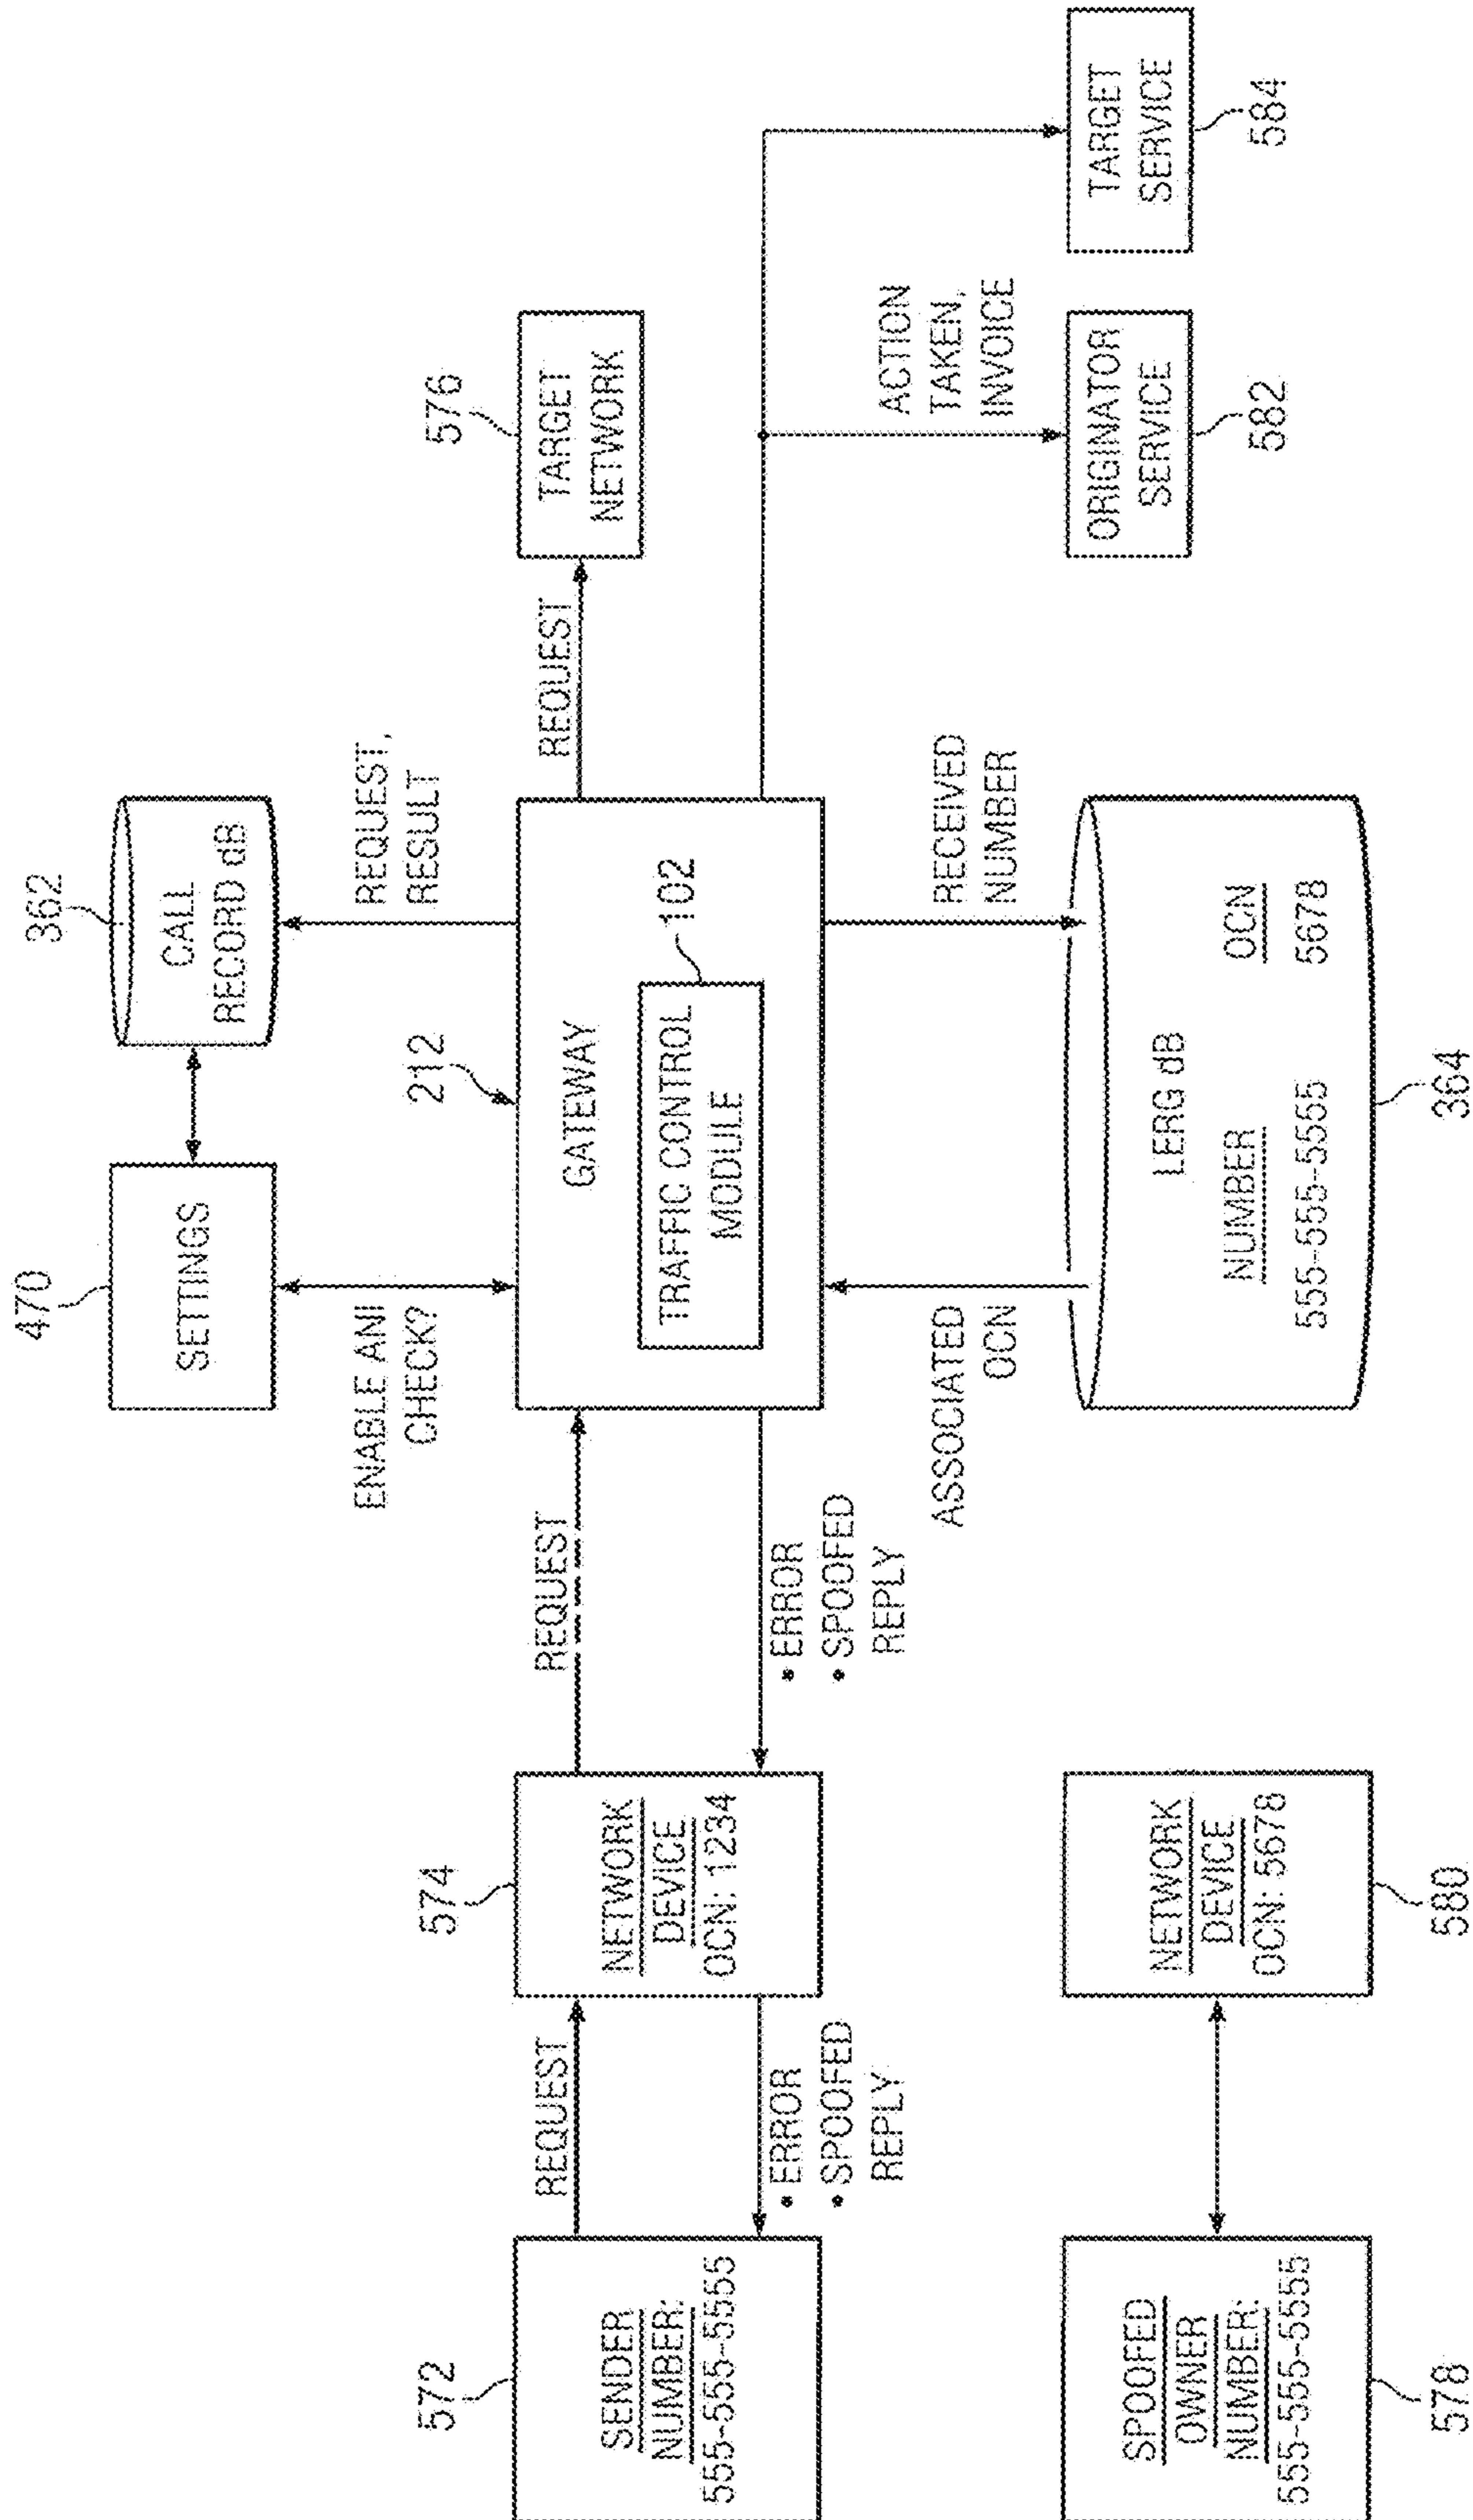 470
SETTINGS
362
CALL
RECORD dB
ENABLE ANI
CHECK?
REQUEST,
RESULT
572
SENDER
NUMBER:
555-555-5555
REQUEST
• ERROR
• SPOOFED
REPLY
574
NETWORK
DEVICE
OCN: 1234
REQUEST
• ERROR
• SPOOFED
REPLY
212
GATEWAY
102
TRAFFIC CONTROL
MODULE
REQUEST
576
TARGET
NETWORK
ASSOCIATED
OCN
RECEIVED
NUMBER
ACTION
TAKEN,
INVOICE
SPOOFED
OWNER
NUMBER:
555-555-5555
578
NETWORK
DEVICE
OCN: 5678
580
LERG dB
NUMBER
OCN
555-555-5555
5678
364
ORIGINATOR
SERVICE
582
TARGET
SERVICE
584